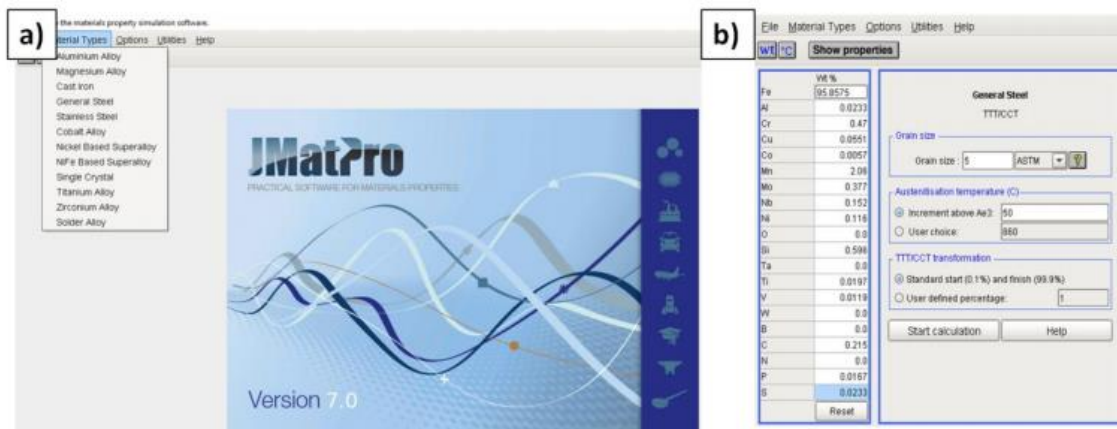 a)
e the materials property simulation software.
terial Types Options Utilities Help
Aluminium Alloy
Magnesium Alloy
Cast Iron
General Steel
Stainless Steel
Cobalt Alloy
Nickel Based Superalloy
NiFe Based Superalloy
Single Crystal
Titanium Alloy
Zirconium Alloy
Solder Alloy
JMatPro
PRACTICAL SOFTWARE FOR MATERIALS PROPERTIES
Version 7.0
b)
File Material Types Options Utilities Help
wt °C Show properties
Wt %
Fe 95.8575
Al 0.0233
Cr 0.47
Cu 0.0551
Co 0.0057
Mn 2.06
Mo 0.377
Nb 0.152
Ni 0.116
O 0.0
Si 0.598
Ta 0.0
Ti 0.0197
V 0.0119
W 0.0
B 0.0
C 0.215
N 0.0
P 0.0167
S 0.0233
Reset
General Steel
TTT/CCT
Grain size
Grain size : 5 ASTM ?
Austenitisation temperature (C)
Increment above Ae3: 50
User choice: 860
TTT/CCT transformation
Standard start (0.1%) and finish (99.9%)
User defined percentage: 1
Start calculation Help